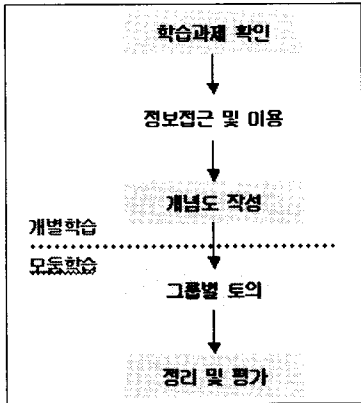 학습과제 확인
정보접근 및 이용
개념도 작성
개별학습
모둠학습
그룹별 토의
정리 및 평가